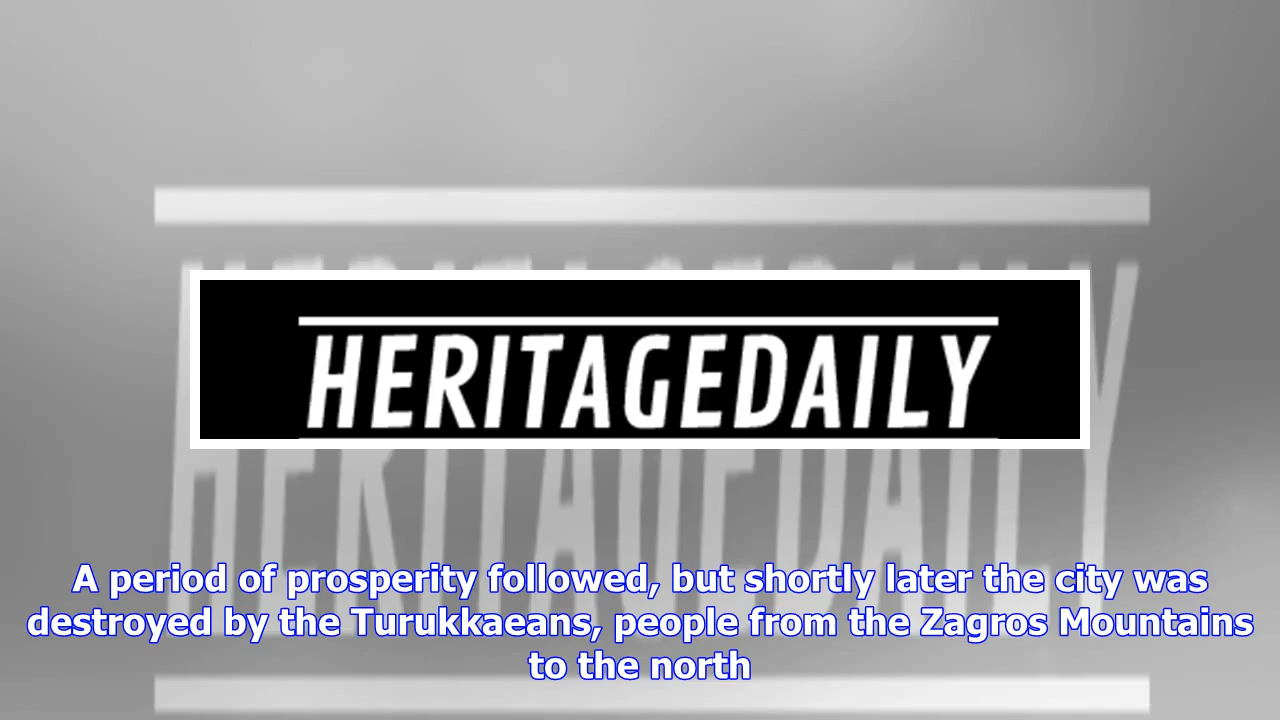 HERITAGEDAILY
HERITAGEDAILY
A period of prosperity followed, but shortly later the city was
destroyed by the Turukkaeans, people from the Zagros Mountains
to the north